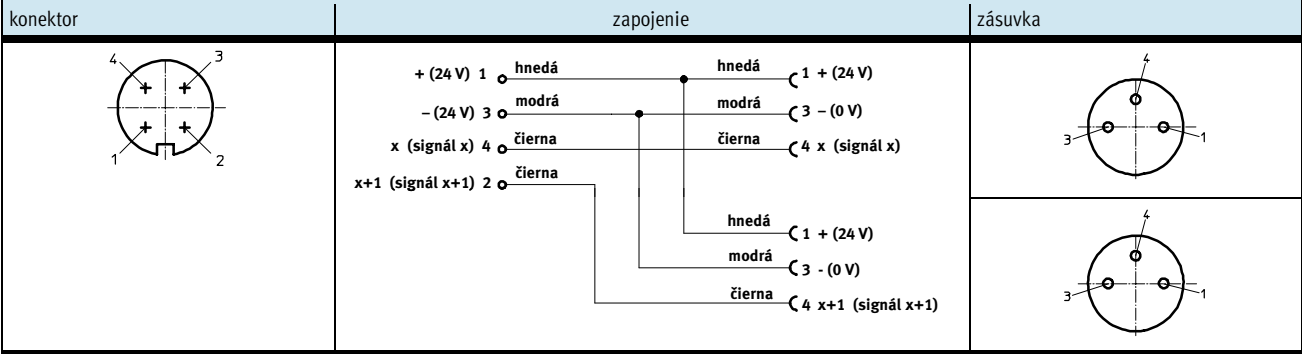 konektor zapojenie zásuvka
4 3
1 2
+ (24 V) 1 hnedá hnedá 1 + (24 V)
– (24 V) 3 modrá modrá 3 – (0 V)
x (signál x) 4 čierna čierna 4 x (signál x)
x+1 (signál x+1) 2 čierna
hnedá 1 + (24 V)
modrá 3 - (0 V)
čierna 4 x+1 (signál x+1)
4
3 1
4
3 1